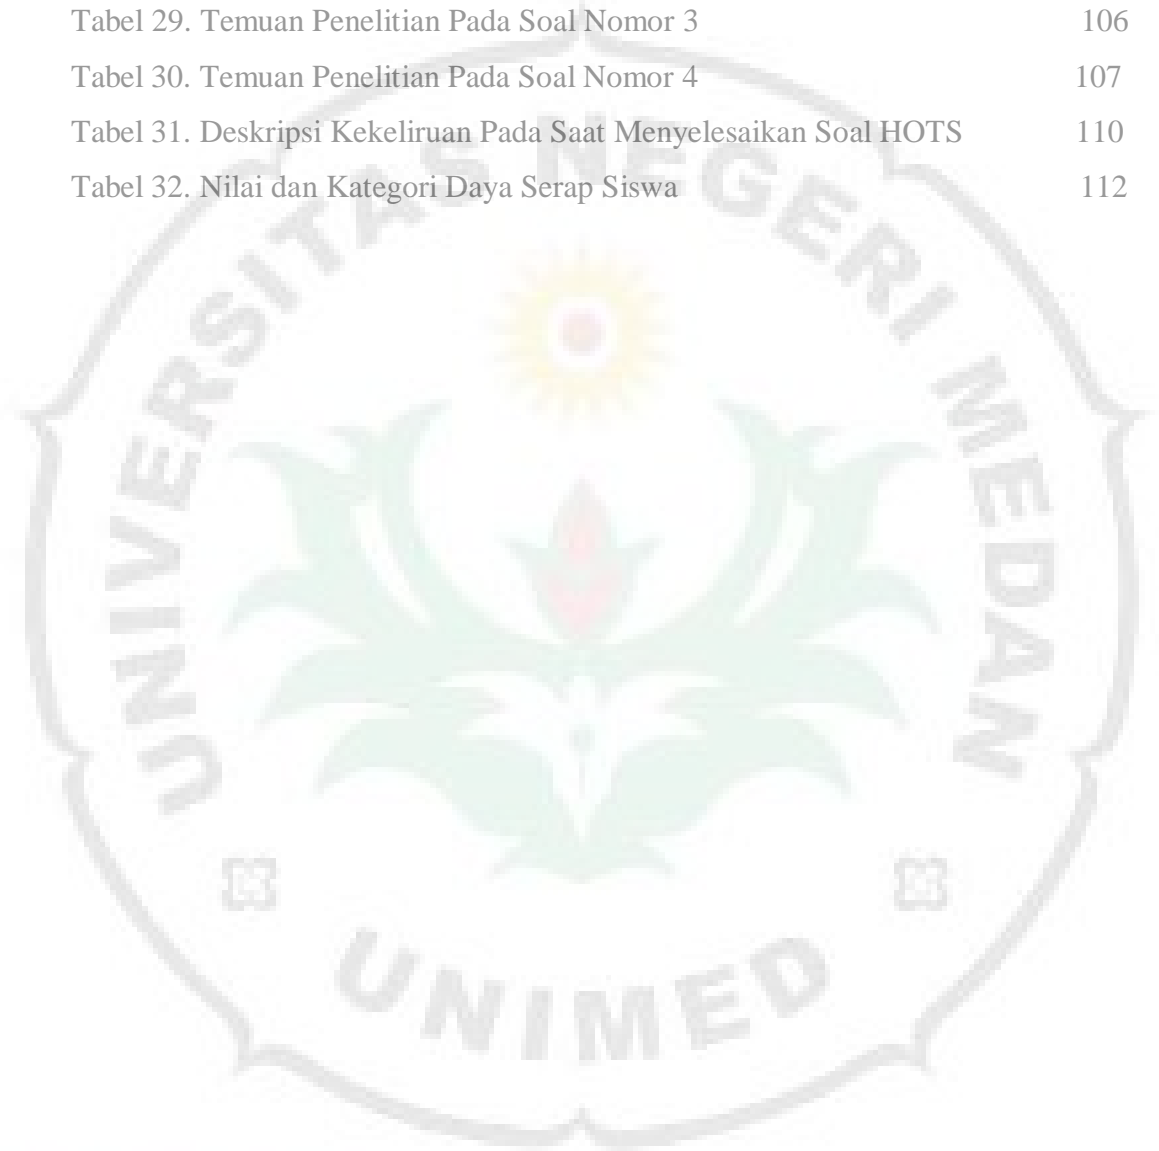 Tabel 29. Temuan Penelitian Pada Soal Nomor 3 106
Tabel 30. Temuan Penelitian Pada Soal Nomor 4 107
Tabel 31. Deskripsi Kekeliruan Pada Saat Menyelesaikan Soal HOTS 110
Tabel 32. Nilai dan Kategori Daya Serap Siswa 112
UNIVERSITAS NEGERI MEDAN
UNIMED